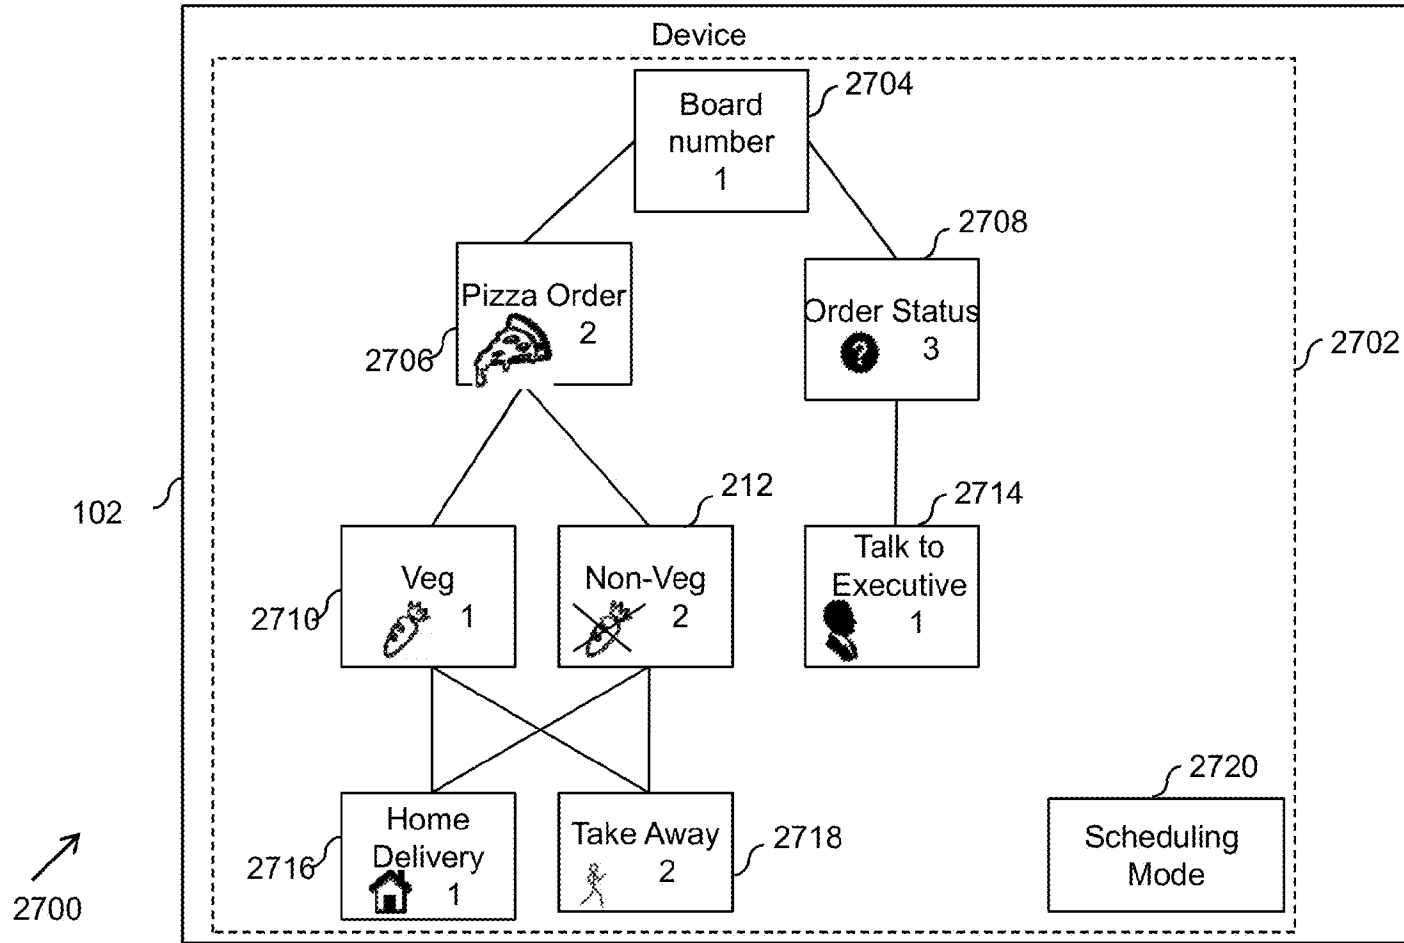 Device
Board
number
1
2704
2708
Pizza Order
2
2706
Order Status
?
3
2702
102
212
2714
Veg
1
2710
Non-Veg
2
Talk to
Executive
1
2720
Home
Delivery
1
2716
Take Away
2
2718
Scheduling
Mode
2700